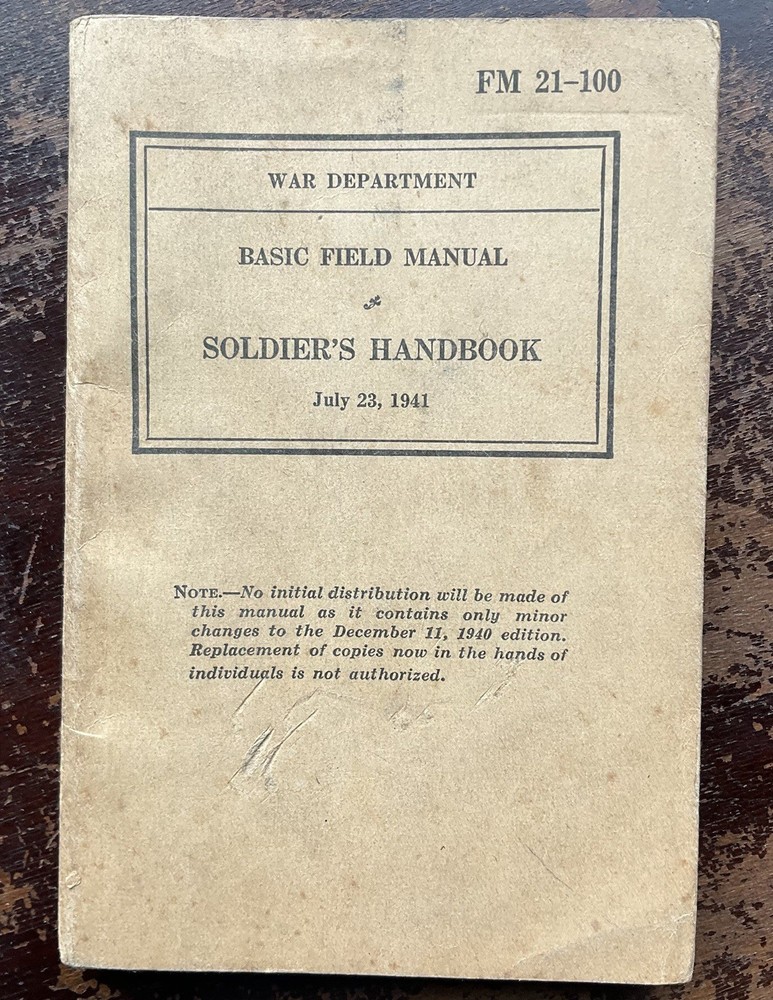 FM 21–100
WAR DEPARTMENT
BASIC FIELD MANUAL
SOLDIER'S HANDBOOK
July 23, 1941
NOTE.—No initial distribution will be made of
this manual as it contains only minor
changes to the December 11, 1940 edition.
Replacement of copies now in the hands of
individuals is not authorized.